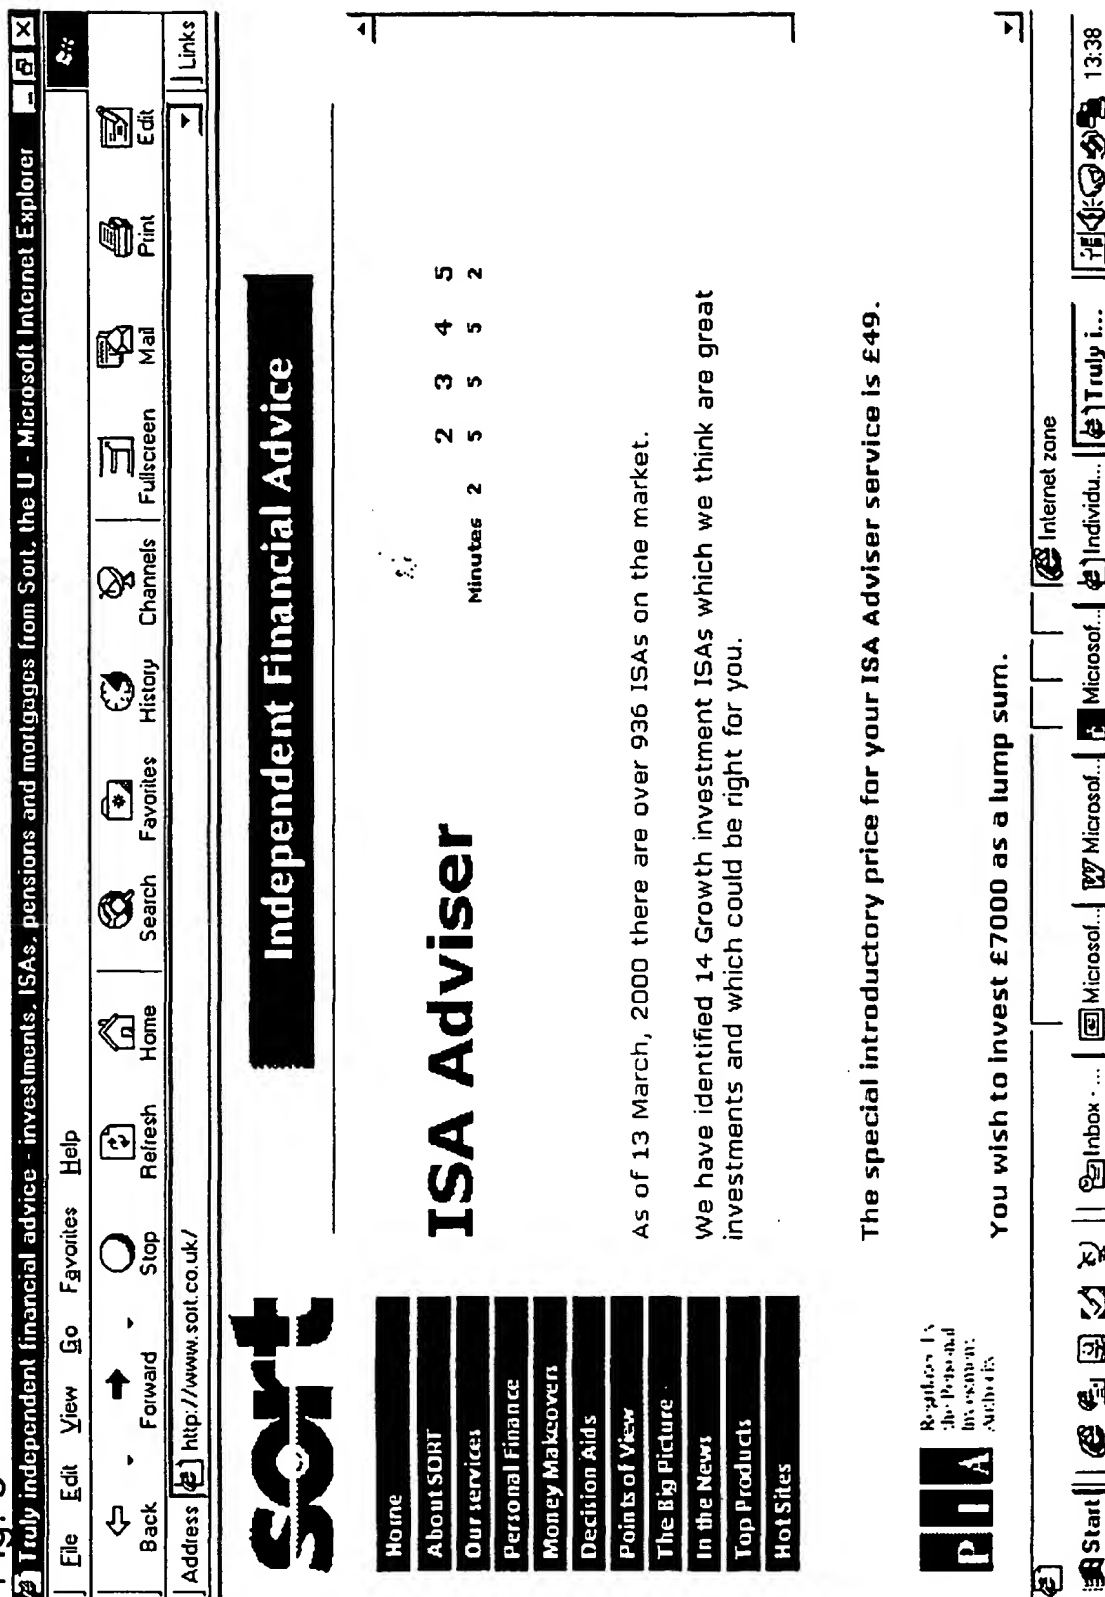 Truly independent financial advice - investments, ISAs, pensions and mortgages from Sort, the U - Microsoft Internet Explorer
File Edit View Go Favorites Help
Back Forward Stop Refresh Home Search Favorites History Channels Fullscreen Mail Print Edit
Address http://www.sort.co.uk/ Links
sort
Independent Financial Advice
Home
About SORT
Our services
Personal Finance
Money Makeovers
Decision Aids
Points of View
The Big Picture
In the News
Top Products
Hot Sites
PIA
Regulated by
the Personal
Investment
Authority
ISA Adviser
2 3 4 5
Minutes 2 5 5 5 2
As of 13 March, 2000 there are over 936 ISAs on the market.
We have identified 14 Growth investment ISAs which we think are great
investments and which could be right for you.
The special introductory price for your ISA Adviser service is £49.
You wish to invest £7000 as a lump sum.
Internet zone
Start Inbox - ... Microsof... Microsof... Microsof... Individu... Truly i... 13:38